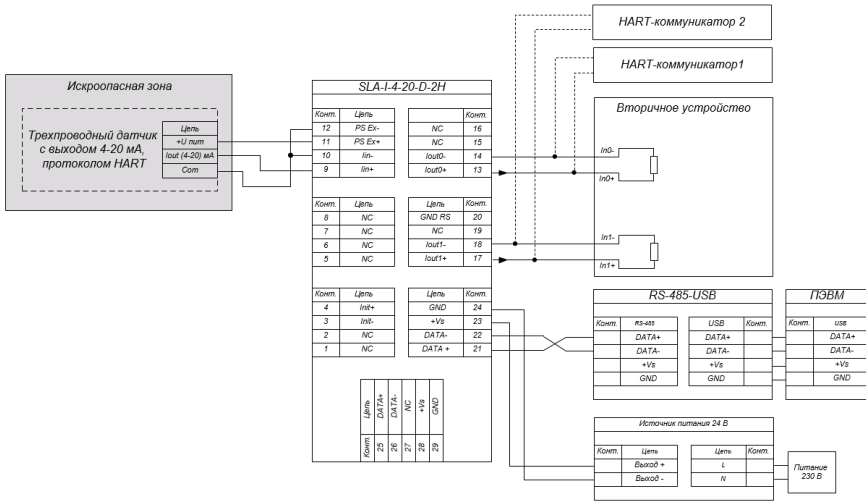 HART-коммуникатор 2
HART-коммуникатор1
Искроопасная зона
Трехпроводный датчик
с выходом 4-20 мА,
протоколом HART
Цепь
+U пит
Iout (4-20) мА
Com
SLA-I-4-20-D-2H
Конт. Цепь Цепь Конт.
12 PS Ex- NC 16
11 PS Ex+ NC 15
10 Iin- Iout0- 14
9 Iin+ Iout0+ 13
Конт. Цепь Цепь Конт.
8 NC GND RS 20
7 NC NC 19
6 NC Iout1- 18
5 NC Iout1+ 17
Конт. Цепь Цепь Конт.
4 Init+ GND 24
3 Init- +Vs 23
2 NC DATA- 22
1 NC DATA + 21
Цепь DATA+ DATA- NC +Vs GND
Конт. 25 26 27 28 29
Вторичное устройство
In0-
In0+
In1-
In1+
RS-485-USB
Конт. RS-485 USB Конт.
DATA+ DATA+
DATA- DATA-
+Vs +Vs
GND GND
ПЭВМ
Конт. USB
DATA+
DATA-
+Vs
GND
Источник питания 24 В
Конт. Цепь Цепь Конт.
Выход + L
Выход - N
Питание
230 В